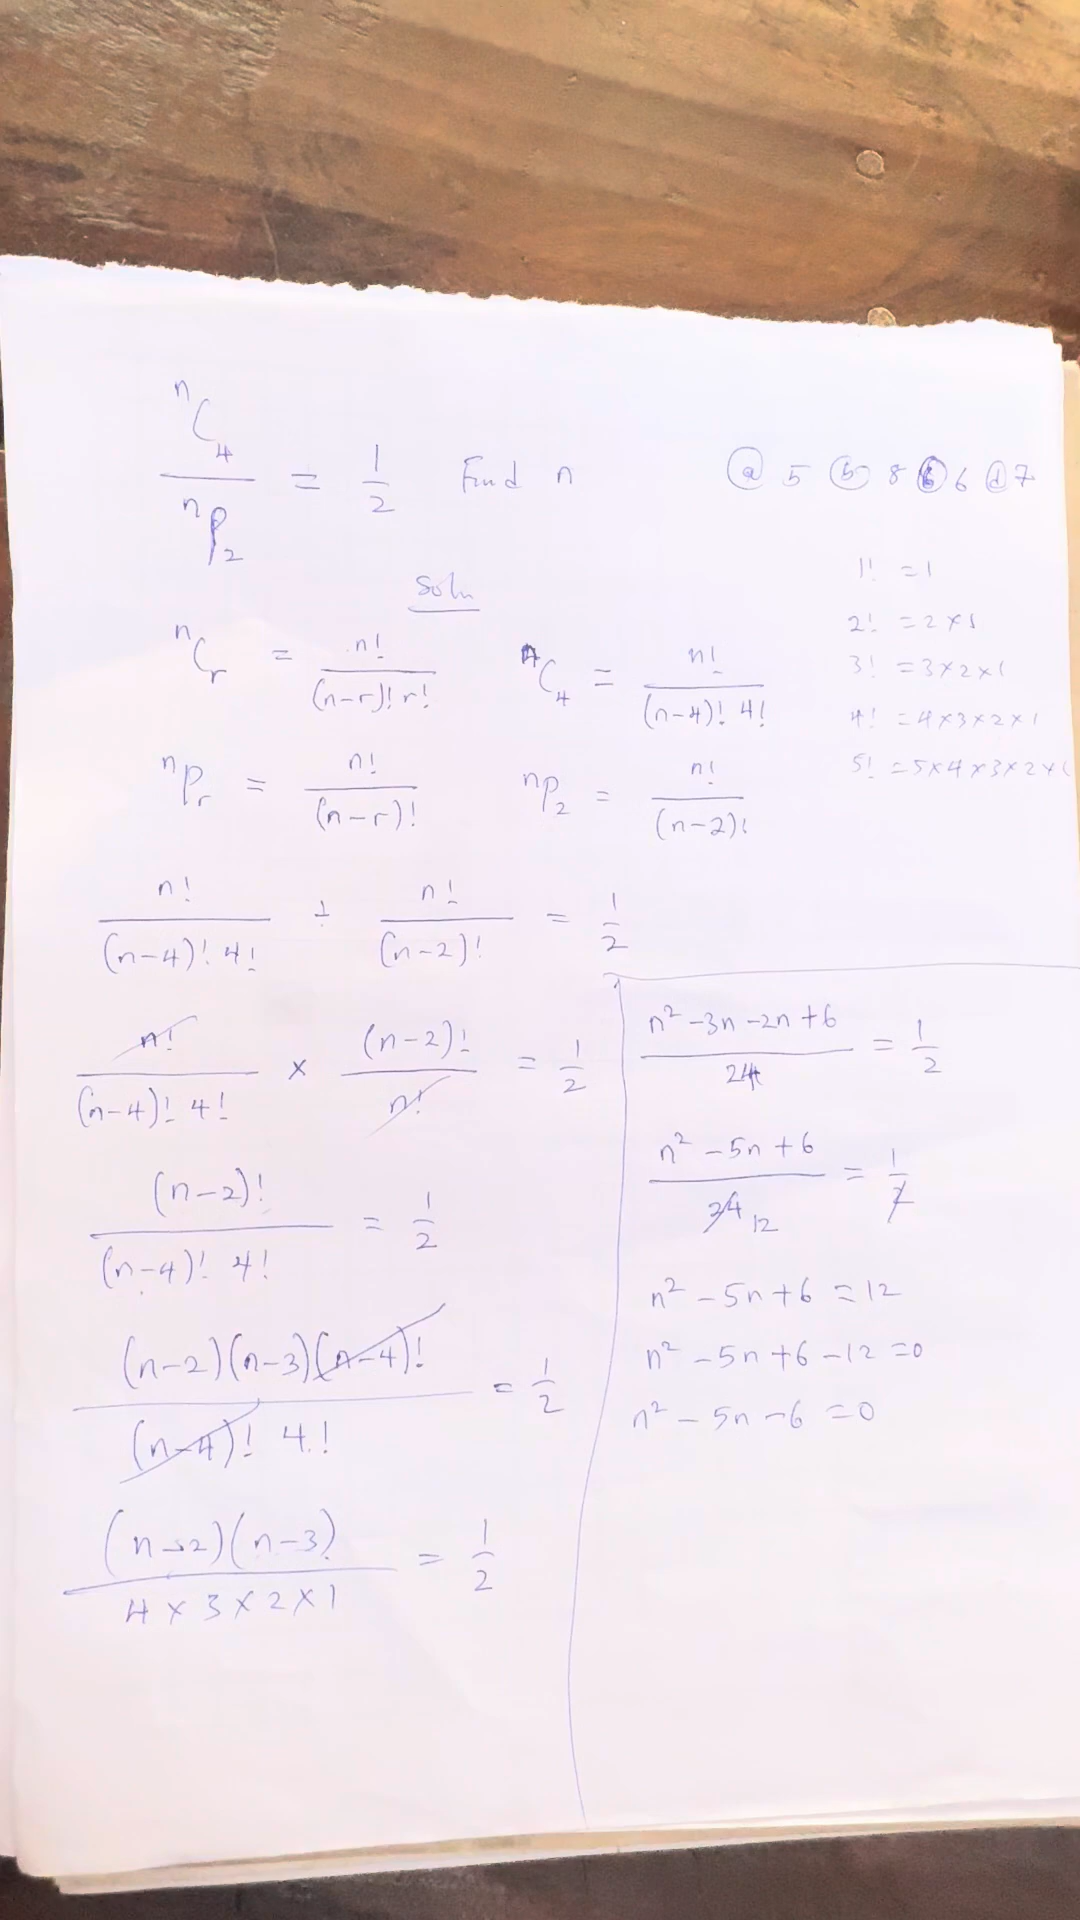 ⁿC₄ / ⁿP₂ = 1/2 Find n (a) 5 (b) 8 (c) 6 (d) 7
Soln
ⁿCᵣ = n! / (n-r)! r! ⁿC₄ = n! / (n-4)! 4!
ⁿPᵣ = n! / (n-r)! ⁿP₂ = n! / (n-2)!
1! = 1
2! = 2×1
3! = 3×2×1
4! = 4×3×2×1
5! = 5×4×3×2×1
n! / (n-4)! 4! ÷ n! / (n-2)! = 1/2
n! / (n-4)! 4! × (n-2)! / n! = 1/2
(n-2)! / (n-4)! 4! = 1/2
(n-2)(n-3)(n-4)! / (n-4)! 4! = 1/2
(n-2)(n-3) / 4×3×2×1 = 1/2
n² -3n -2n +6 / 24 = 1/2
n² -5n +6 / 24 12 = 1/2
n² -5n +6 = 12
n² -5n +6 -12 =0
n² - 5n -6 =0